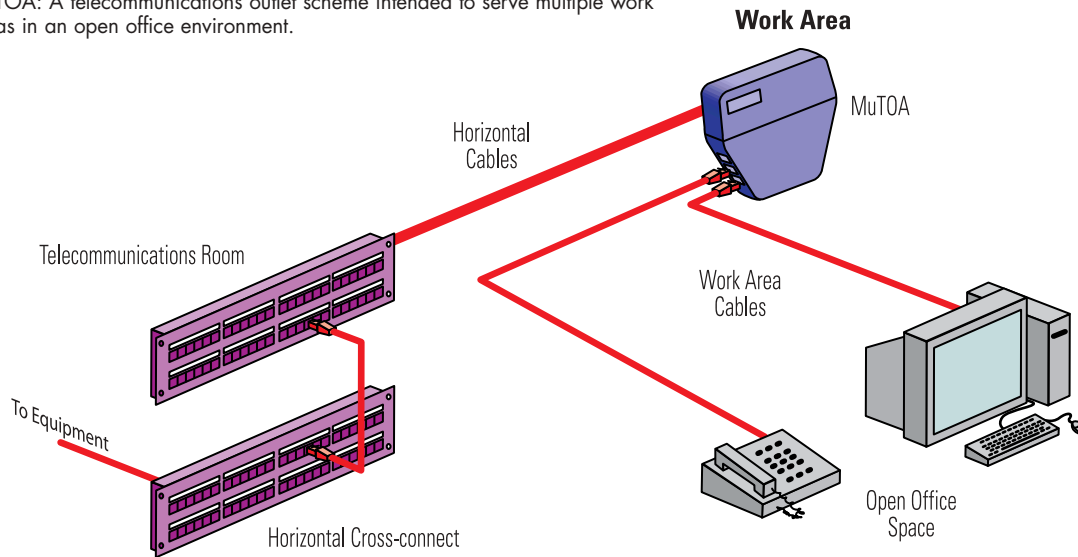 TOA: A telecommunications outlet scheme intended to serve multiple work
as in an open office environment.
Work Area
MuTOA
Horizontal
Cables
Telecommunications Room
Work Area
Cables
To Equipment
Horizontal Cross-connect
Open Office
Space